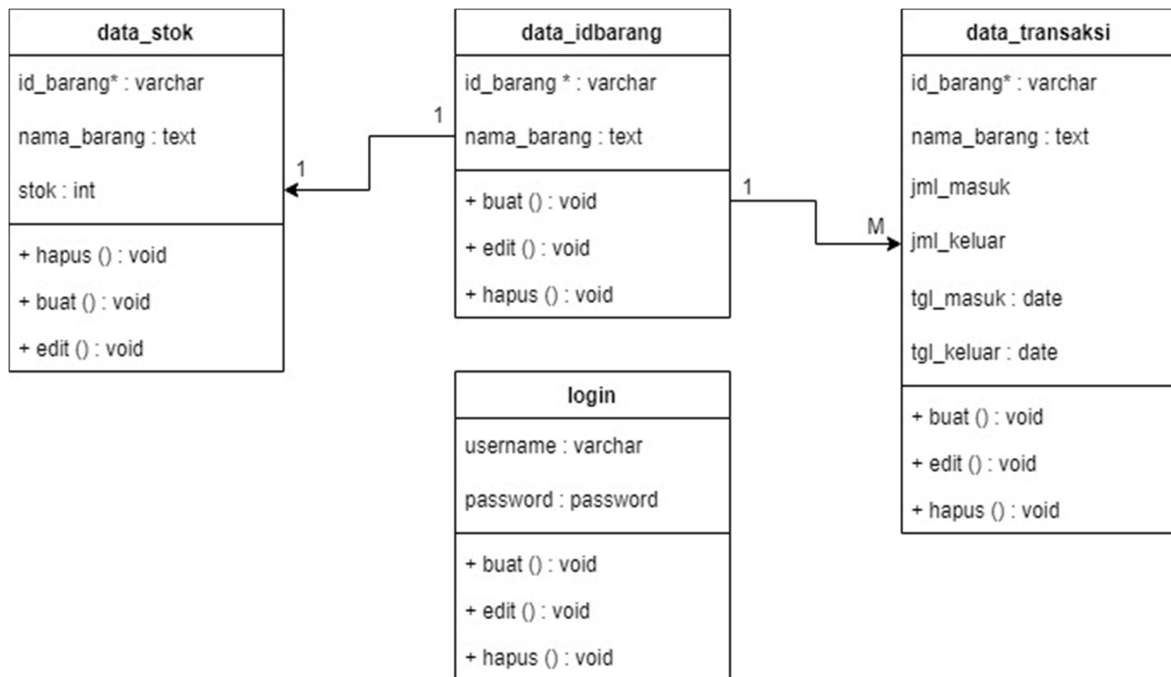 data_stok
id_barang* : varchar
nama_barang : text
stok : int
+ hapus () : void
+ buat () : void
+ edit () : void
1
1
data_idbarang
id_barang * : varchar
nama_barang : text
+ buat () : void
+ edit () : void
+ hapus () : void
1
M
data_transaksi
id_barang* : varchar
nama_barang : text
jml_masuk
jml_keluar
tgl_masuk : date
tgl_keluar : date
+ buat () : void
+ edit () : void
+ hapus () : void
login
username : varchar
password : password
+ buat () : void
+ edit () : void
+ hapus () : void